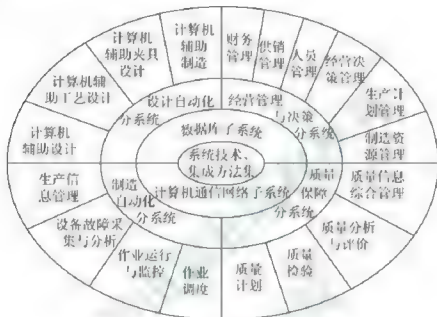 计算机
辅助设计
计算机辅
助工艺设计
计算机
辅助夹具
设计
计算机
辅助
制造
财务
管理
供销
管理
人员
管理
经营决
策管理
生产计
划管理
制造资
源管理
质量信息
综合管理
质量分析
与评价
质量
检验
质量
计划
作业
调度
作业运行
与监控
设备故障采
集与分析
生产信
息管理
设计自动化
分系统
经营管理
与决策
分系统
质量
保障
分系统
制造
自动化
分系统
数据库子系统
系统技术、
集成方法集
计算机通信网络子系统